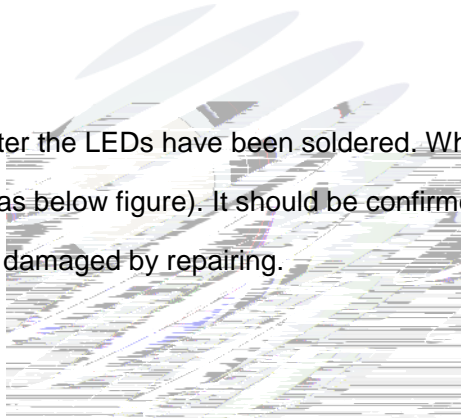 ter the LEDs have been soldered. Wh
as below figure). It should be confirme
damaged by repairing.